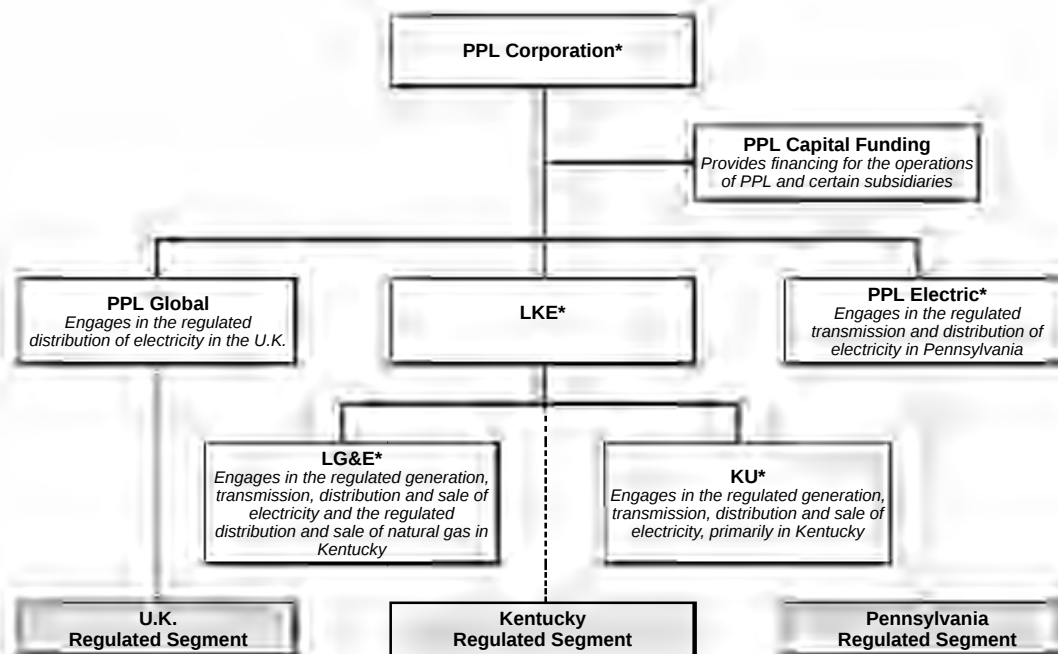 PPL Corporation*
PPL Capital Funding
Provides financing for the operations
of PPL and certain subsidiaries
PPL Global
Engages in the regulated
distribution of electricity in the U.K.
LKE*
PPL Electric*
Engages in the regulated
transmission and distribution of
electricity in Pennsylvania
LG&E*
Engages in the regulated generation,
transmission, distribution and sale of
electricity and the regulated
distribution and sale of natural gas in
Kentucky
KU*
Engages in the regulated generation,
transmission, distribution and sale of
electricity, primarily in Kentucky
U.K.
Regulated Segment
Kentucky
Regulated Segment
Pennsylvania
Regulated Segment